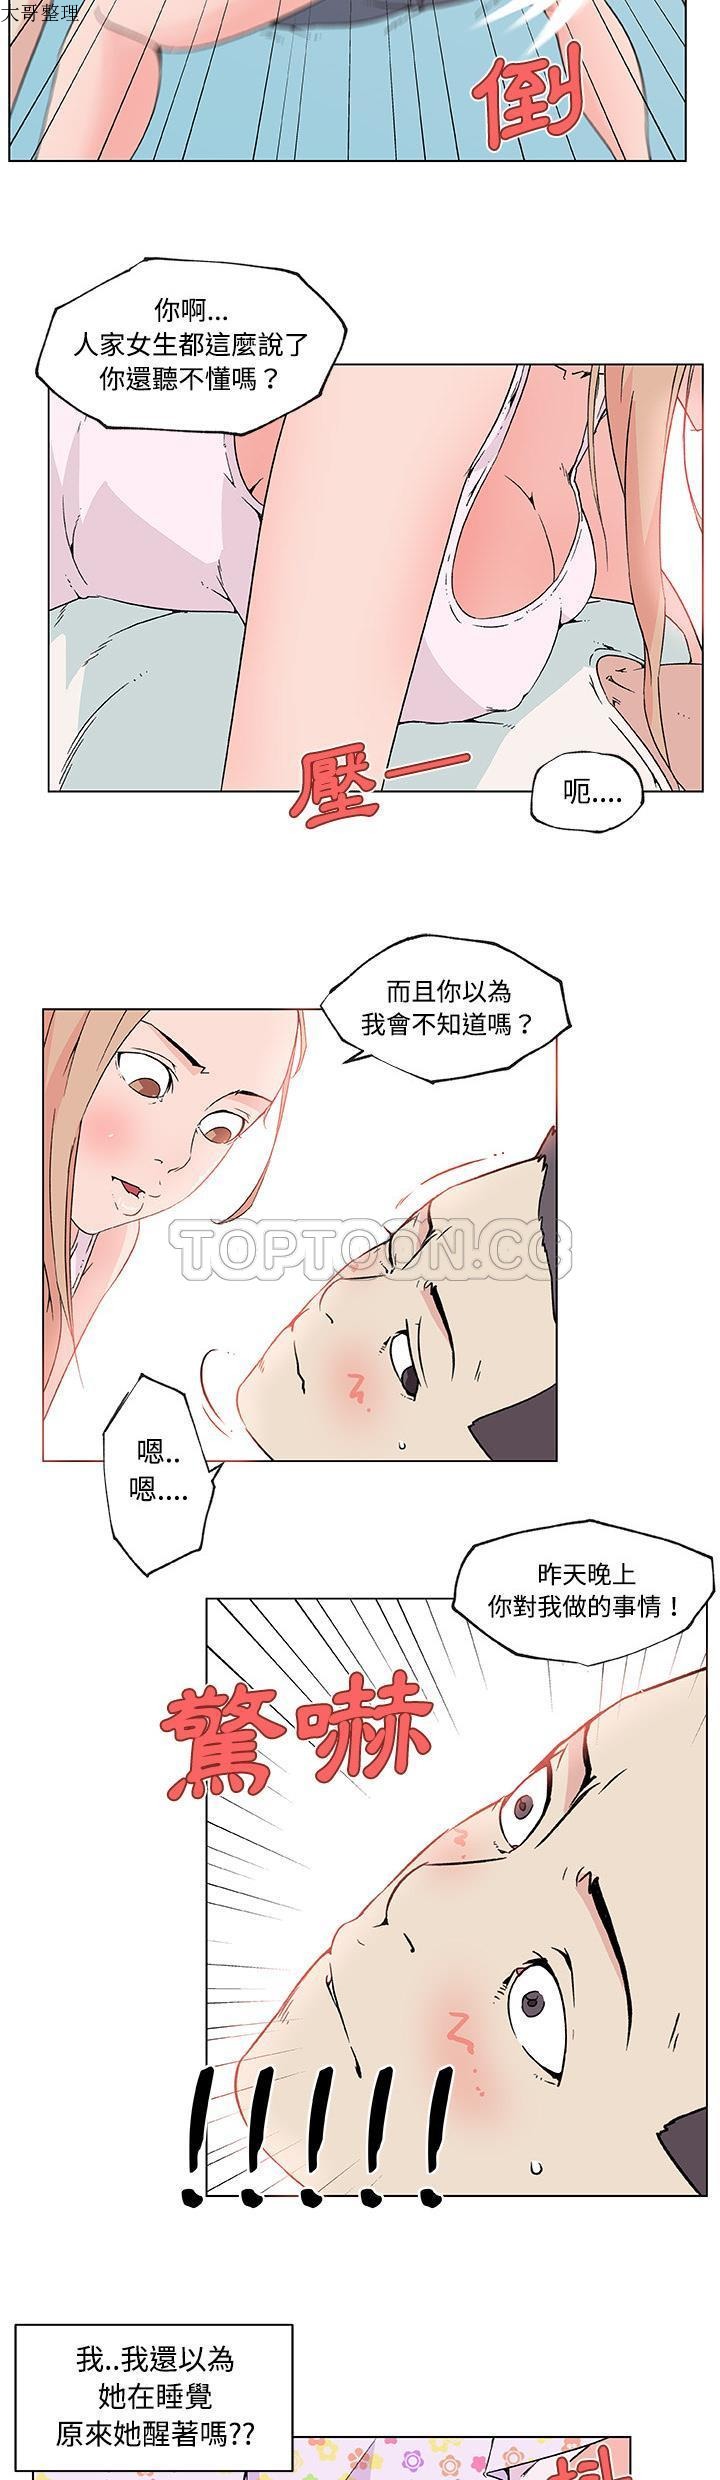 大哥整理
倒
你啊...
人家女生都這麼說了
你還聽不懂嗎？
壓一
呃....
而且你以為
我會不知道嗎？
TOPTOON.CC
嗯..
嗯....
昨天晚上
你對我做的事情！
驚嚇
！！！！
我..我還以為
她在睡覺
原來她醒著嗎??